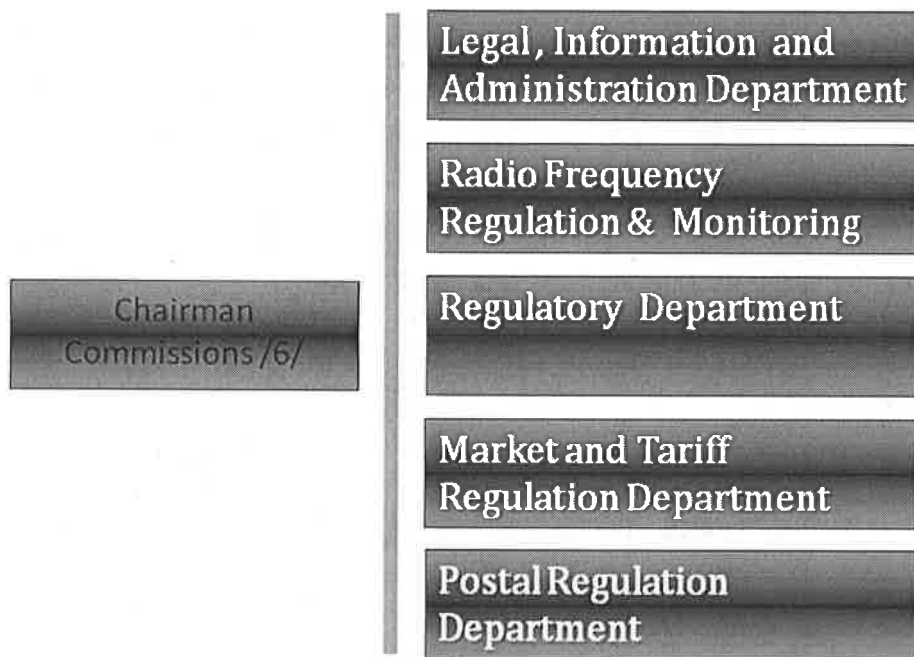 Legal, Information and
Administration Department
Radio Frequency
Regulation & Monitoring
Chairman
Commissions /6/
Regulatory Department
Market and Tariff
Regulation Department
Postal Regulation
Department